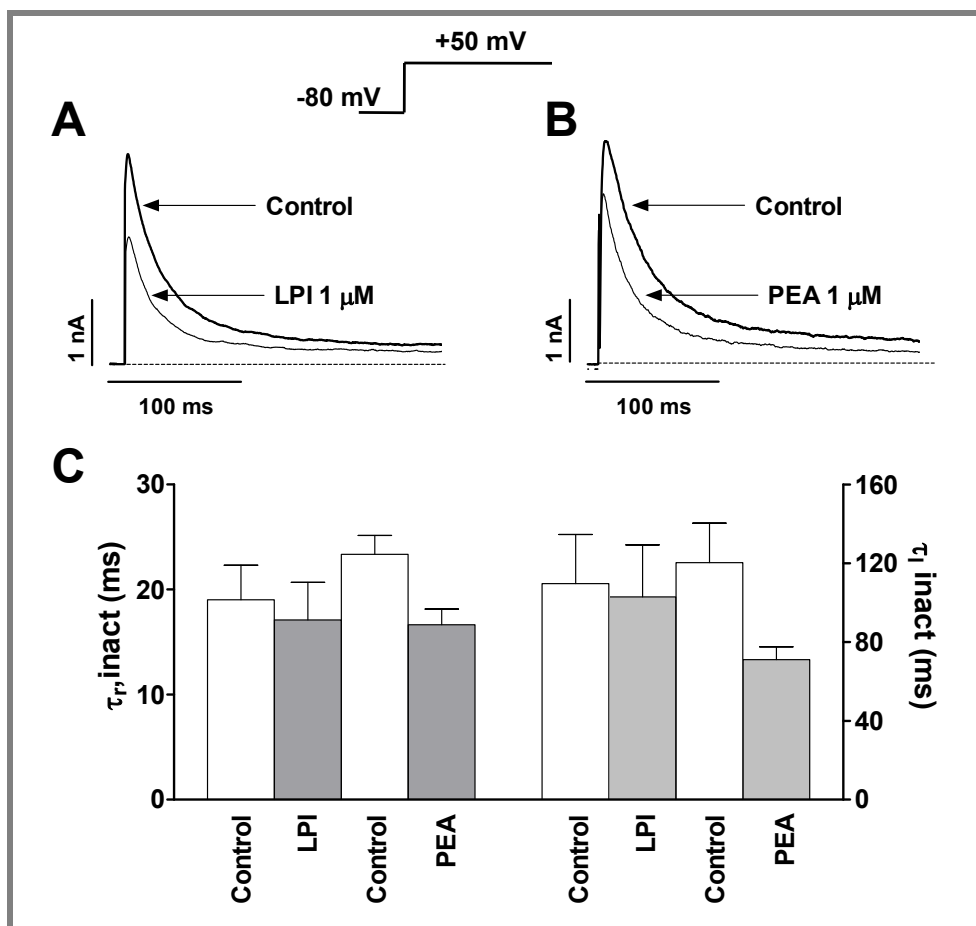 +50 mV
-80 mV
A
B
Control
LPI 1 μM
1 nA
100 ms
Control
PEA 1 μM
1 nA
100 ms
C
30
20
10
0
τr,inact (ms)
160
120
80
40
0
τl inact (ms)
Control
LPI
Control
PEA
Control
LPI
Control
PEA